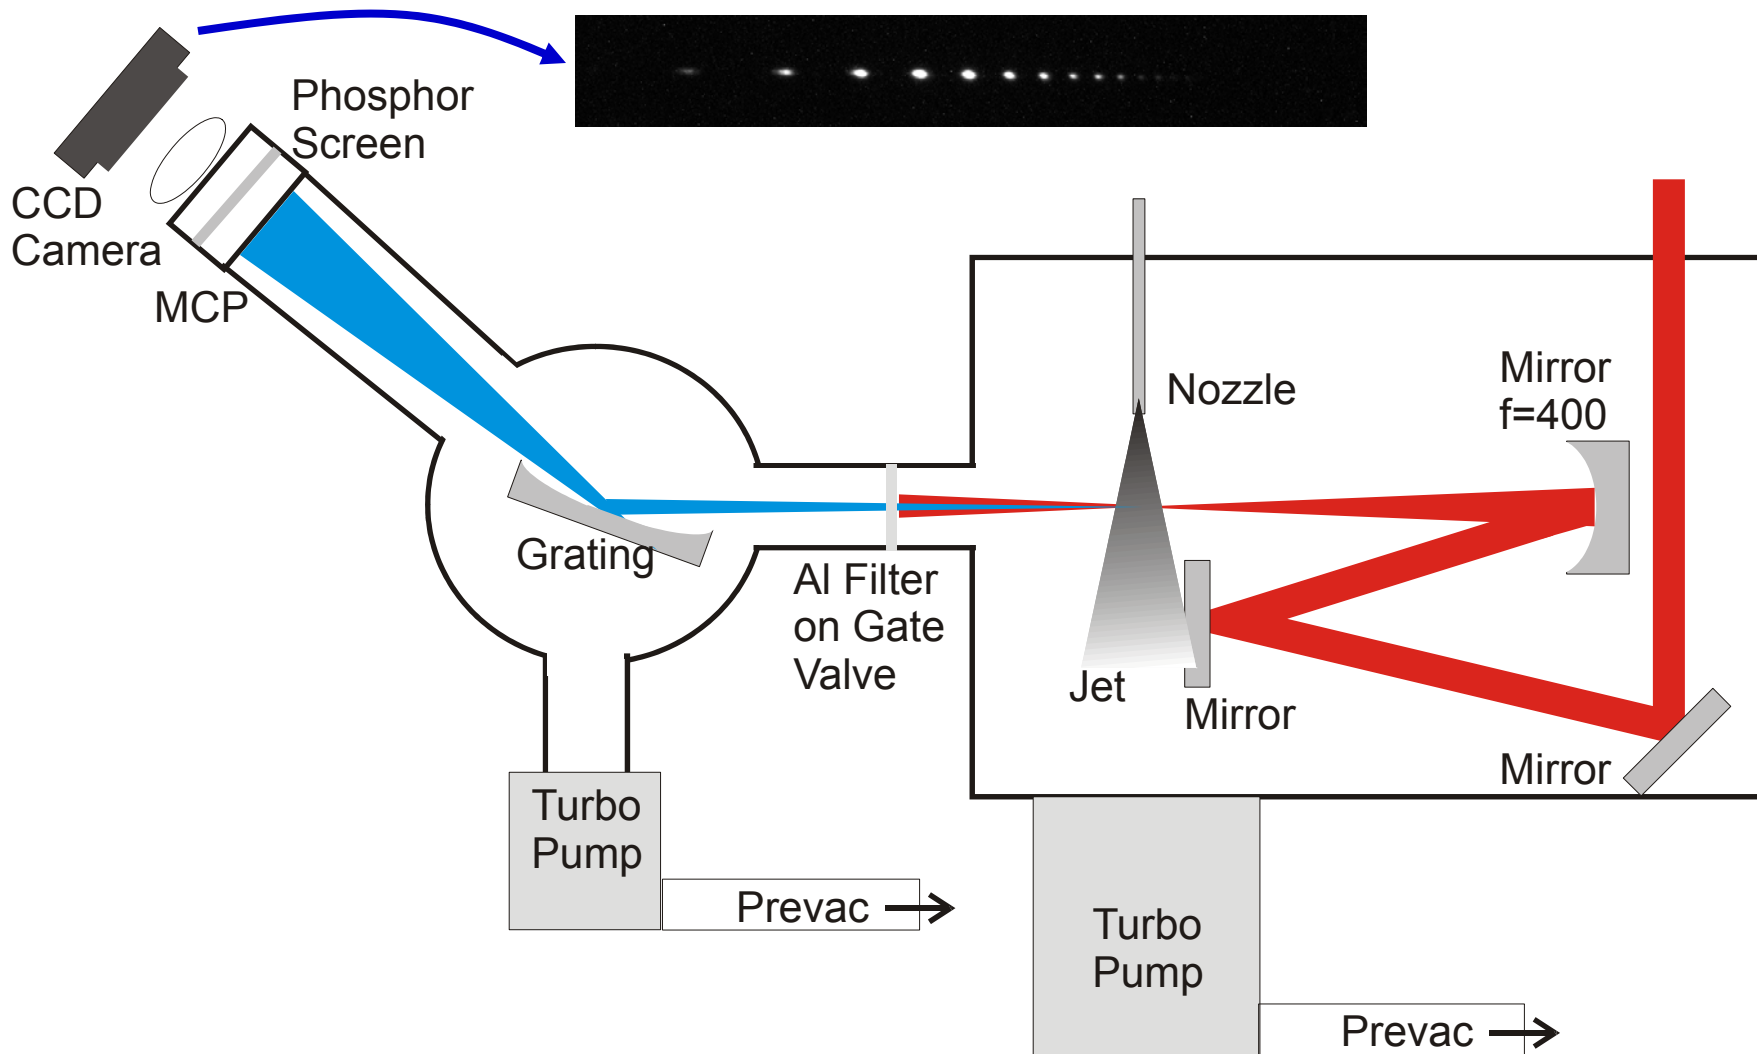 Phosphor
Screen
CCD
Camera
MCP
Nozzle
Mirror
f=400
Grating
Al Filter
on Gate
Valve
Jet
Mirror
Mirror
Turbo
Pump
Prevac
Turbo
Pump
Prevac